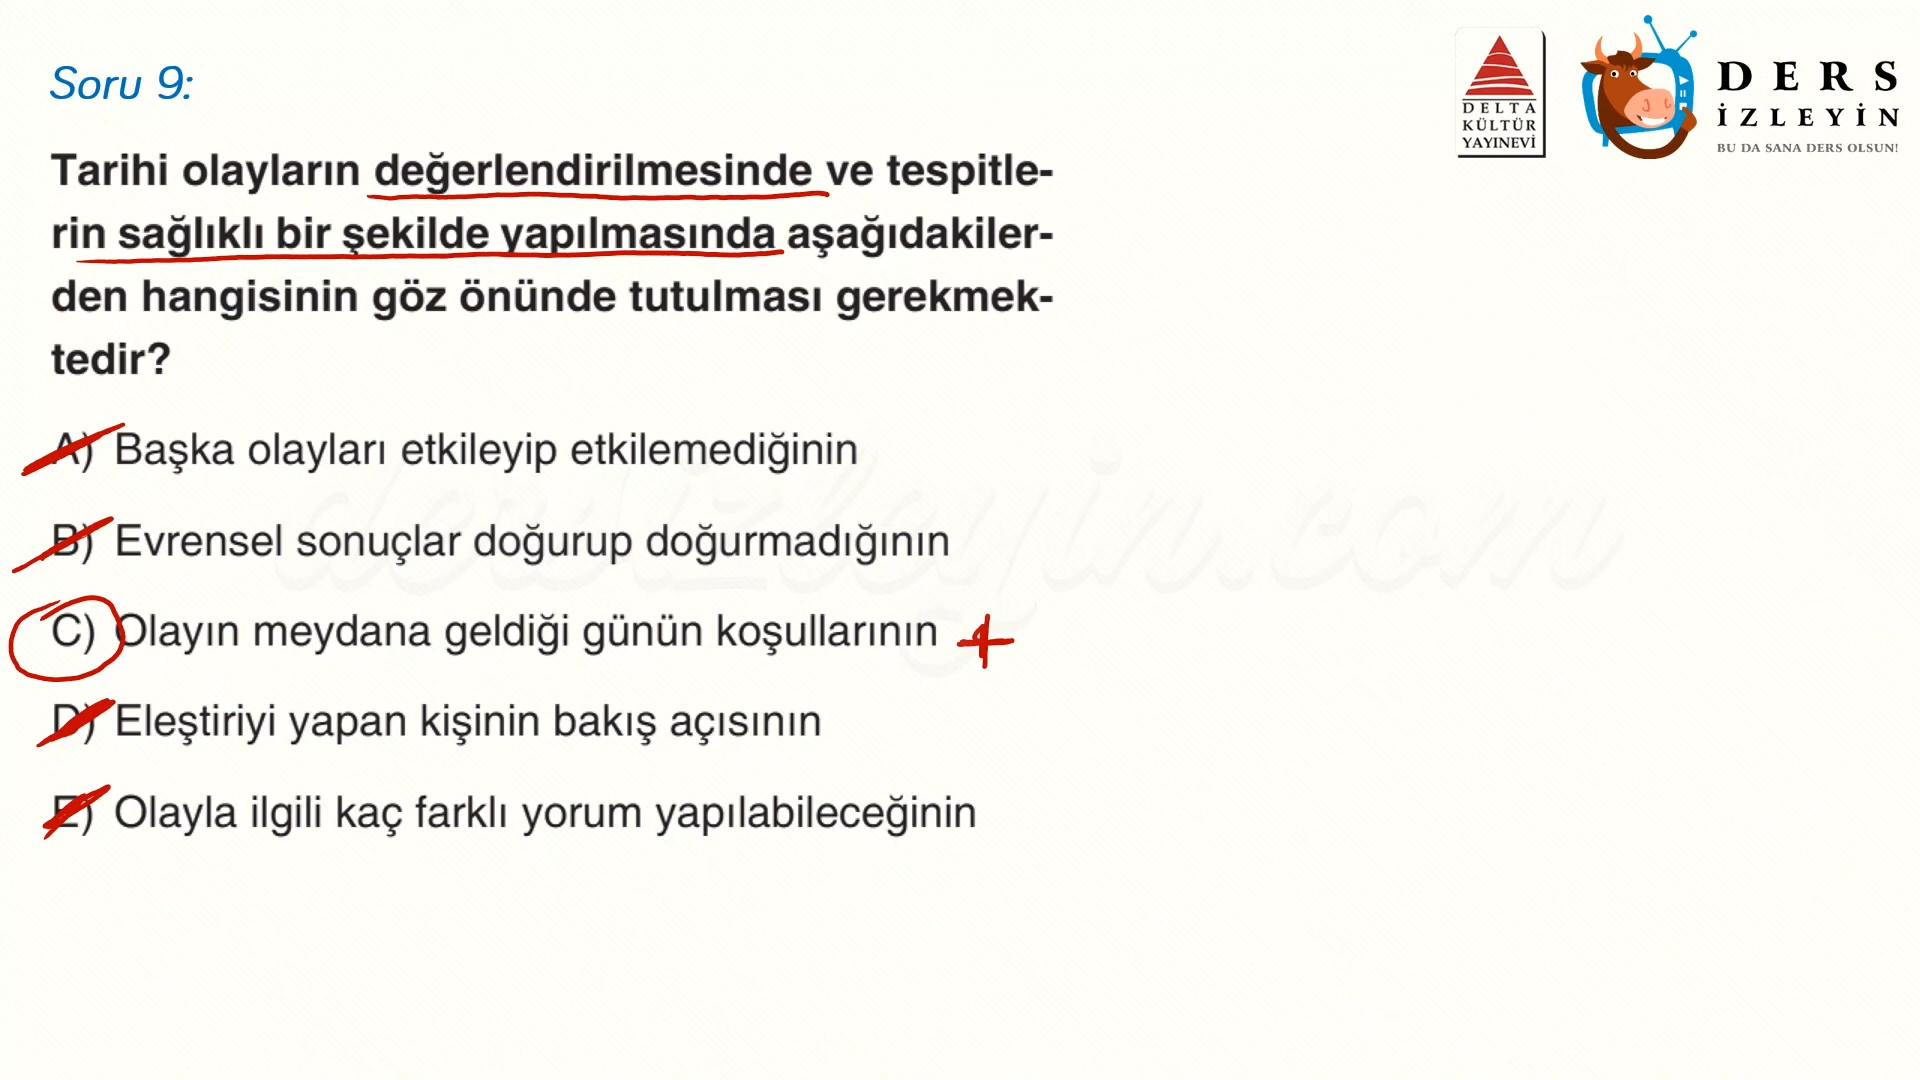 Soru 9:
DELTA
KÜLTÜR
YAYINEVİ
DERS
İZLEYİN
BU DA SANA DERS OLSUN!
Tarihi olayların değerlendirilmesinde ve tespitle-
rin sağlıklı bir şekilde yapılmasında aşağıdakiler-
den hangisinin göz önünde tutulması gerekmek-
tedir?
A) Başka olayları etkileyip etkilemediğinin
B) Evrensel sonuçlar doğurup doğurmadığının
C) Olayın meydana geldiği günün koşullarının +
D) Eleştiriyi yapan kişinin bakış açısının
E) Olayla ilgili kaç farklı yorum yapılabileceğinin
dersizleyin.com